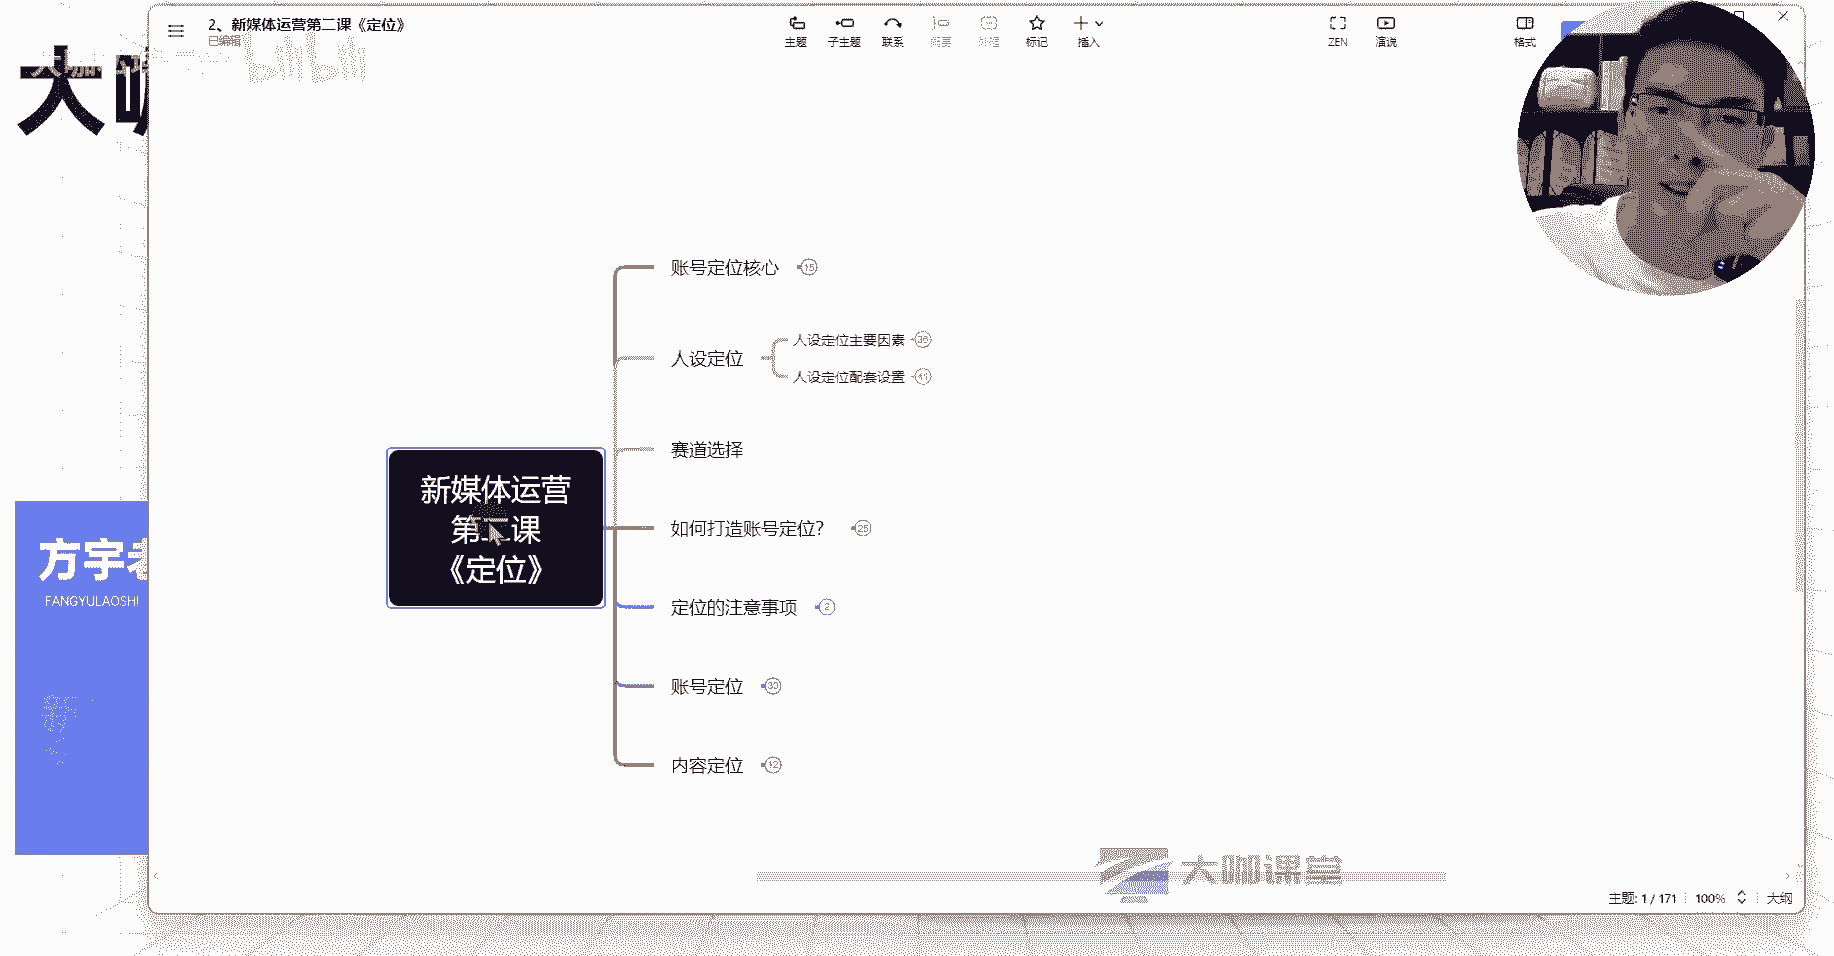 2、新媒体运营第二课《定位》
已编辑
主题
子主题
联系
概要
外框
标记
插入
ZEN
演说
格式
bilibili
大咖
方宇老
FANGYULAOSHI
账号定位核心 15
人设定位
人设定位主要因素 36
人设定位配套设置 41
赛道选择
新媒体运营
第二课
《定位》
如何打造账号定位？ 25
定位的注意事项 2
账号定位 30
内容定位 12
大咖课堂
主题: 1 / 171
100%
大纲